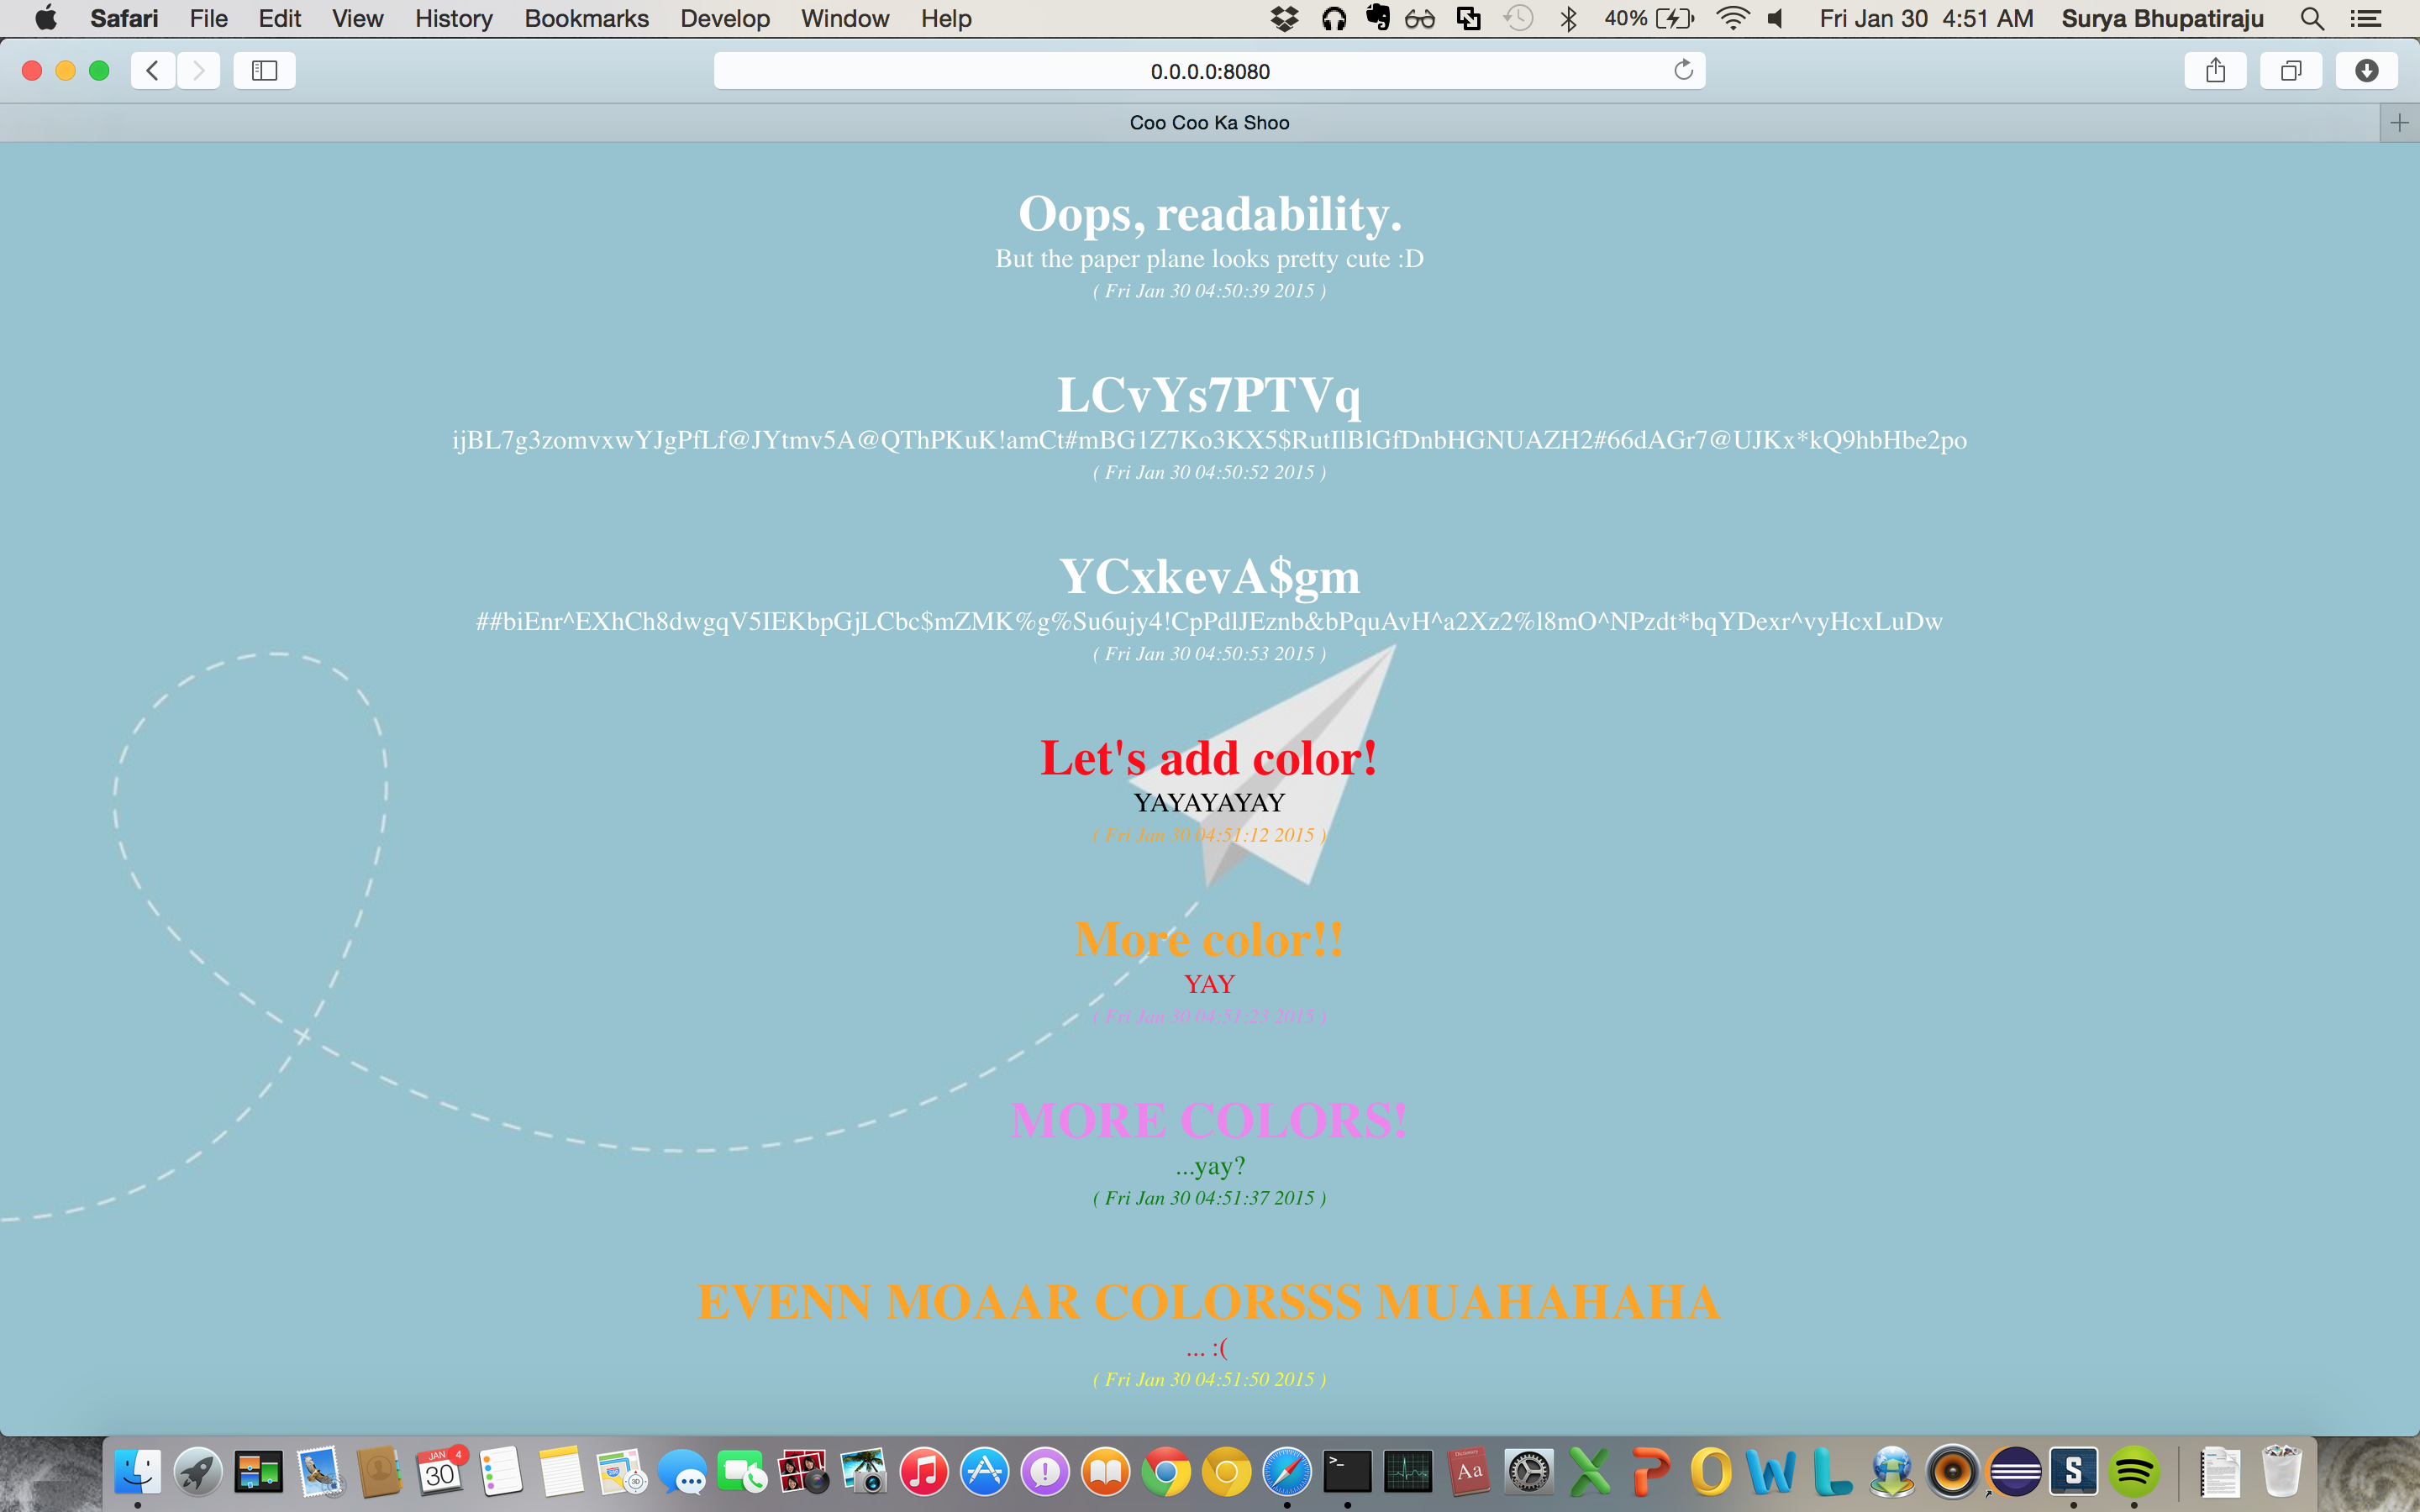 Safari File Edit View History Bookmarks Develop Window Help 40% Fri Jan 30 4:51 AM Surya Bhupatiraju
0.0.0.0:8080
Coo Coo Ka Shoo
Oops, readability.
But the paper plane looks pretty cute :D
( Fri Jan 30 04:50:39 2015 )
LCvYs7PTVq
ijBL7g3zomvxwYJgPfLf@JYtmv5A@QThPKuK!amCt#mBG1Z7Ko3KX5$RutIlBlGfDnbHGNUAZH2#66dAGr7@UJKx*kQ9hbHbe2po
( Fri Jan 30 04:50:52 2015 )
YCxkevA$gm
##biEnr^EXhCh8dwgqV5IEKbpGjLCbc$mZMK%g%Su6ujy4!CpPdlJEznb&bPquAvH^a2Xz2%l8mO^NPzdt*bqYDexr^vyHcxLuDw
( Fri Jan 30 04:50:53 2015 )
Let's add color!
YAYAYAYAY
( Fri Jan 30 04:51:12 2015 )
More color!!
YAY
( Fri Jan 30 04:51:23 2015 )
MORE COLORS!
...yay?
( Fri Jan 30 04:51:37 2015 )
EVENN MOAAR COLORSSS MUAHAHAHA
... :(
( Fri Jan 30 04:51:50 2015 )
JAN 4
30
3D
>_
Aa
X P O W L
S